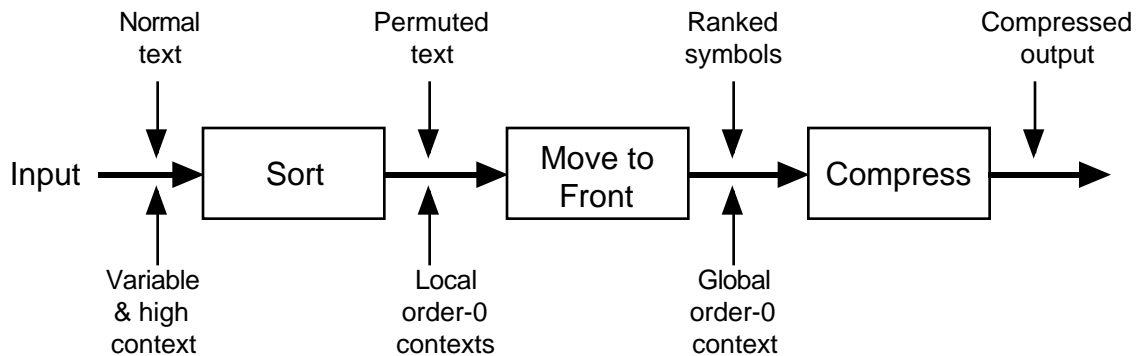 Normal
text
Permuted
text
Ranked
symbols
Compressed
output
Input
Sort
Move to
Front
Compress
Variable
& high
context
Local
order-0
contexts
Global
order-0
context